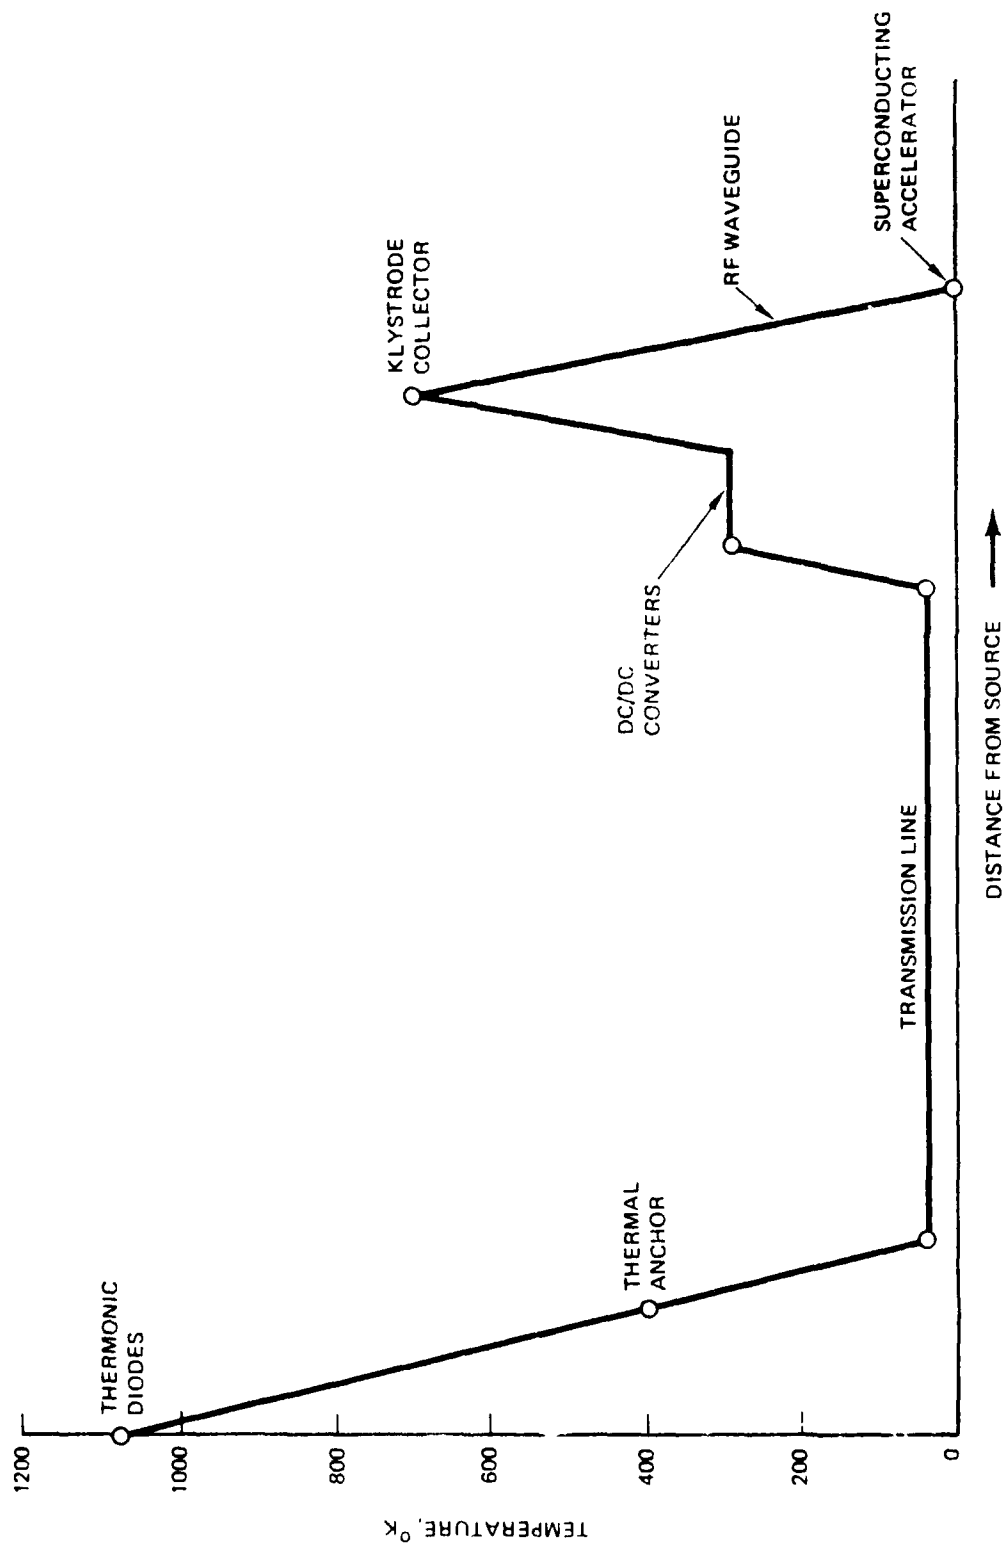 TEMPERATURE, °K
1200
1000
800
600
400
200
0
THERMONIC
DIODES
THERMAL
ANCHOR
TRANSMISSION LINE
DC/DC
CONVERTERS
KLYSTRODE
COLLECTOR
RF WAVEGUIDE
SUPERCONDUCTING
ACCELERATOR
DISTANCE FROM SOURCE